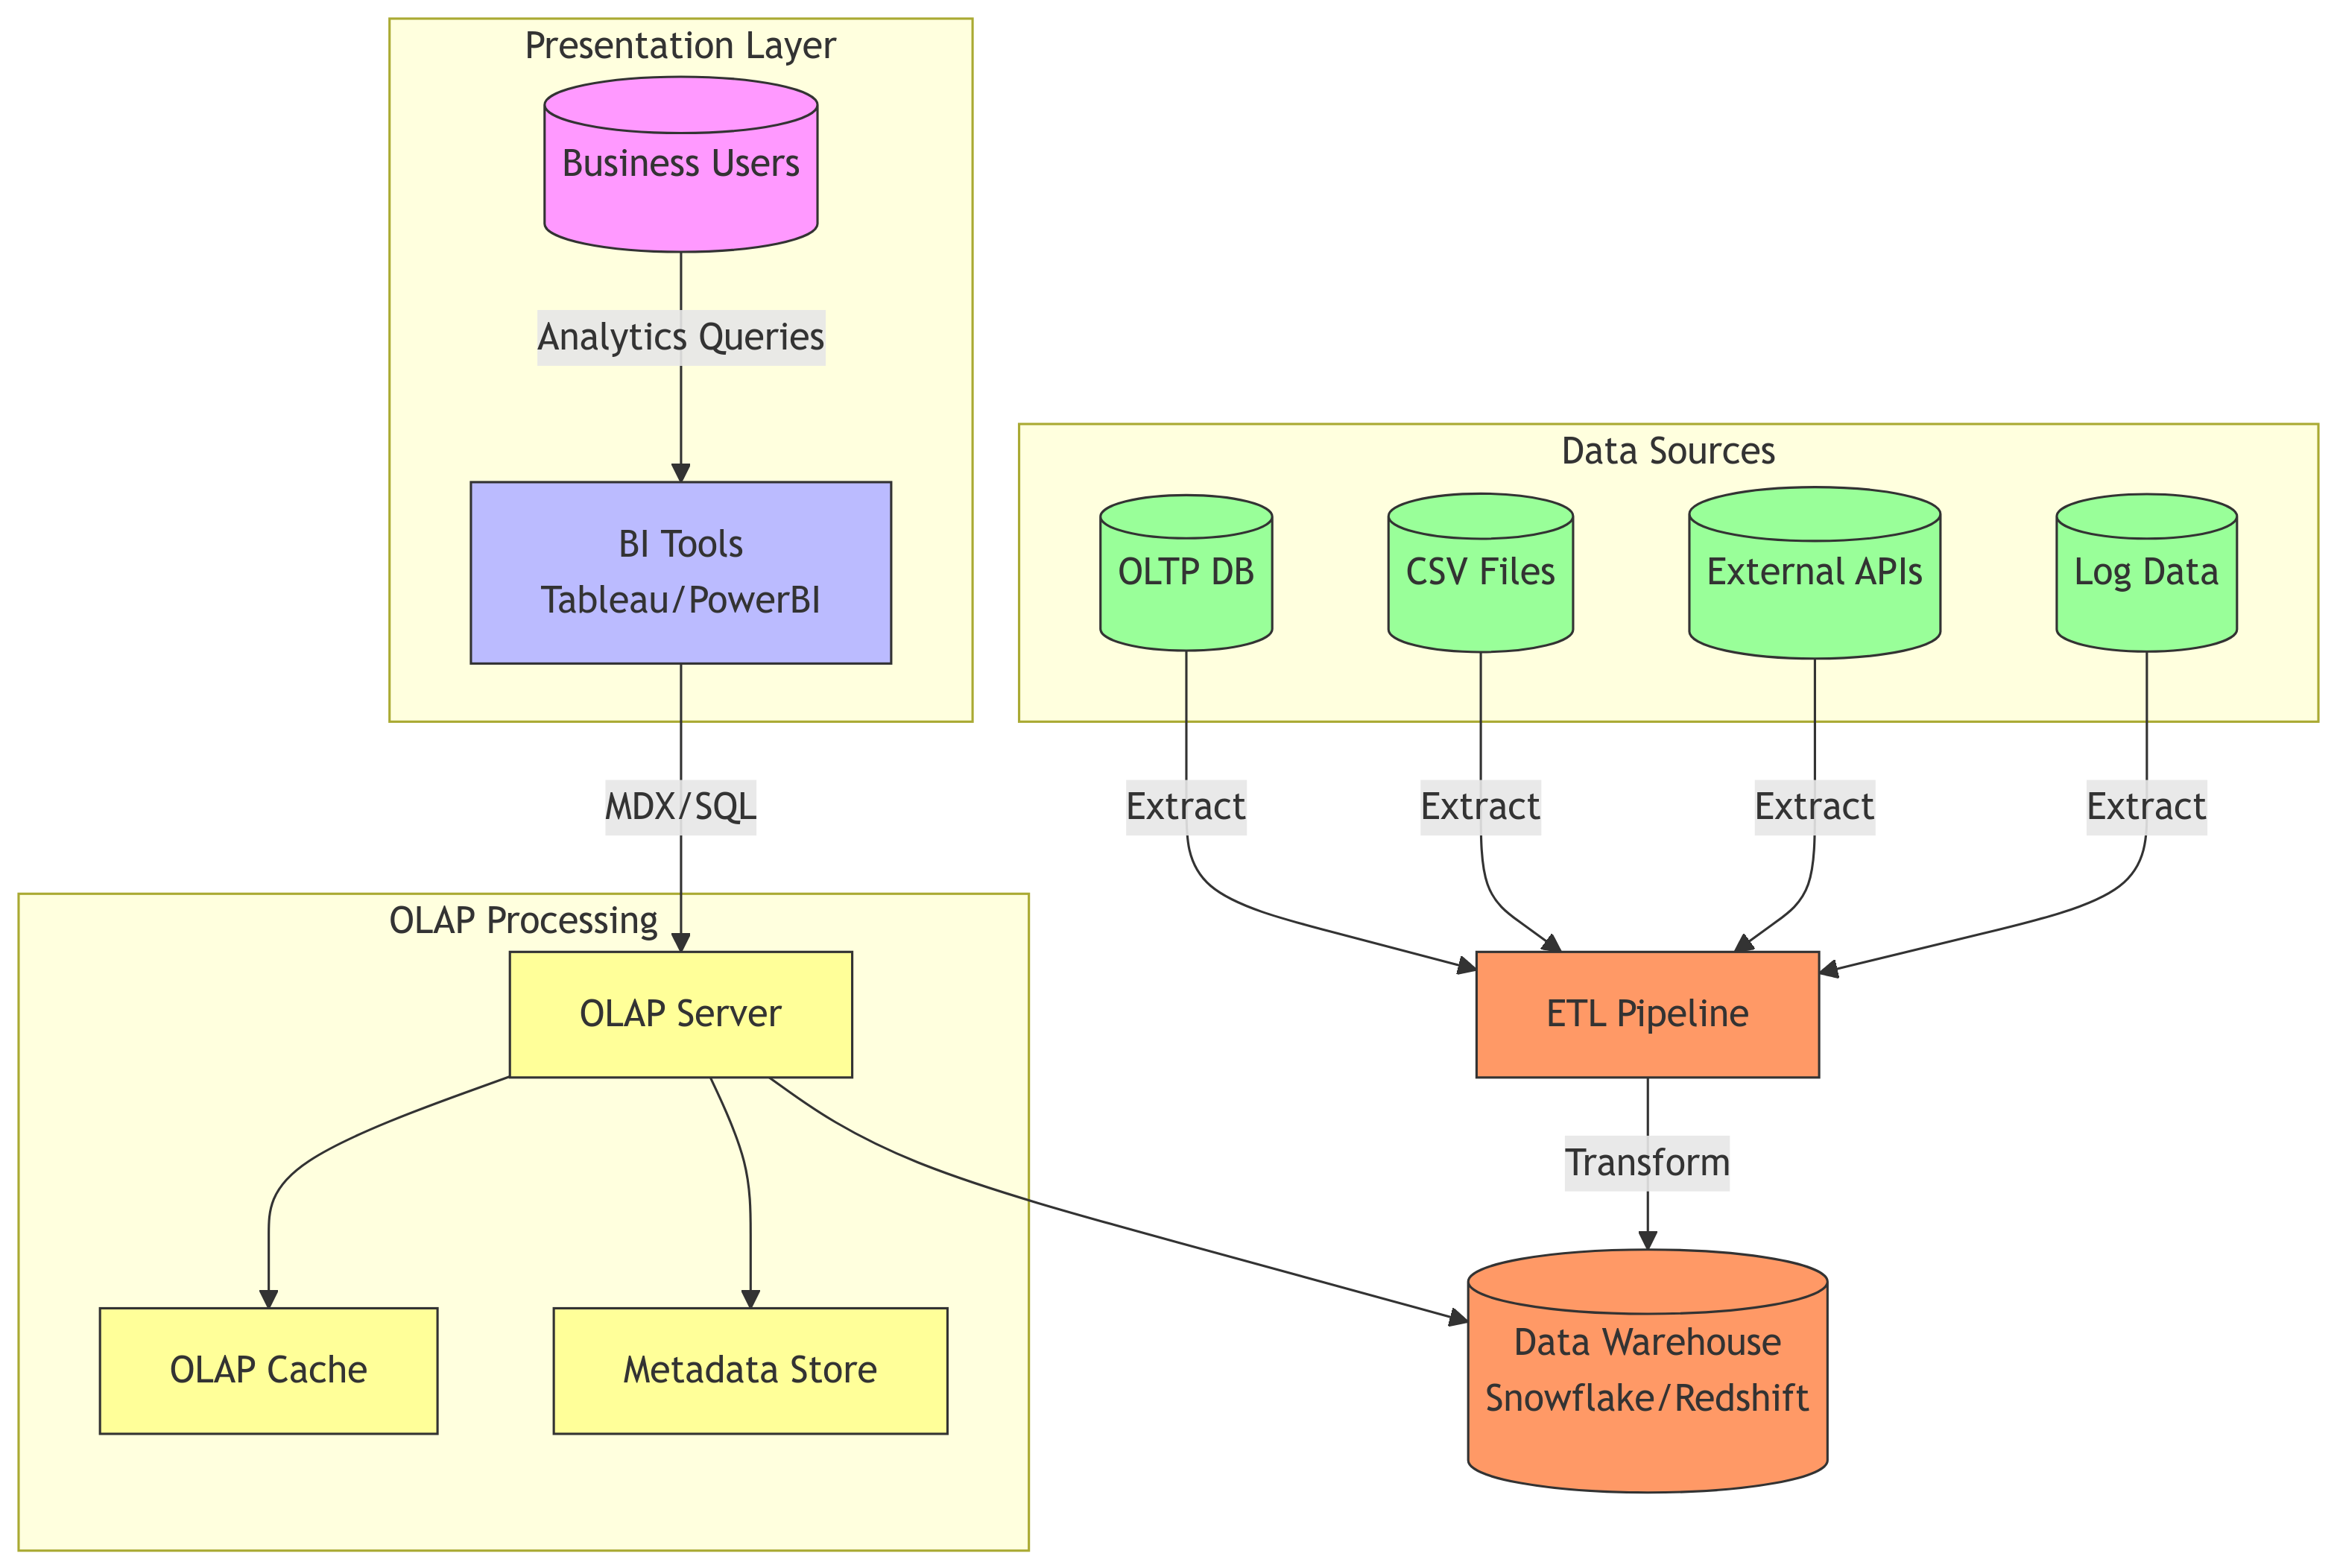 Presentation Layer
Business Users
Analytics Queries
BI Tools
Tableau/PowerBI
Data Sources
OLTP DB
CSV Files
External APIs
Log Data
MDX/SQL
Extract
Extract
Extract
Extract
OLAP Processing
OLAP Server
ETL Pipeline
Transform
OLAP Cache
Metadata Store
Data Warehouse
Snowflake/Redshift